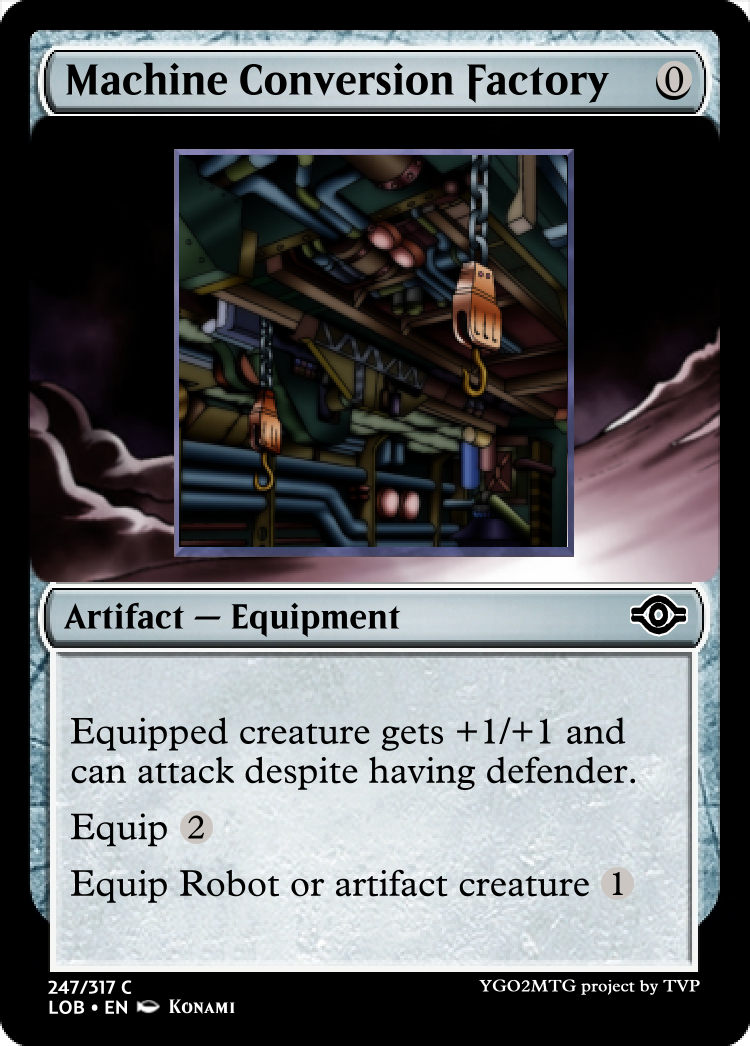 Machine Conversion Factory 0
Artifact — Equipment
Equipped creature gets +1/+1 and
can attack despite having defender.
Equip 2
Equip Robot or artifact creature 1
247/317 C
LOB • EN KONAMI
YGO2MTG project by TVP